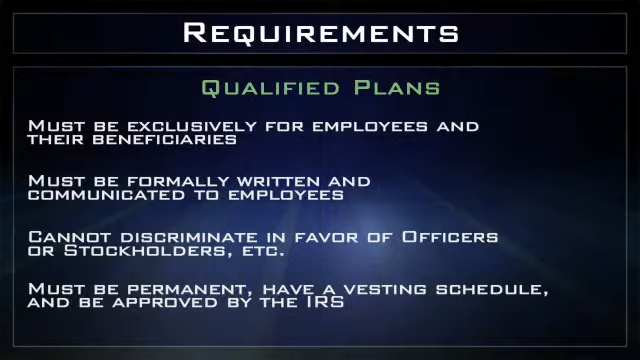 Requirements
Qualified Plans
Must be exclusively for employees and
their beneficiaries
Must be formally written and
communicated to employees
Cannot discriminate in favor of Officers
or Stockholders, etc.
Must be permanent, have a vesting schedule,
and be approved by the IRS